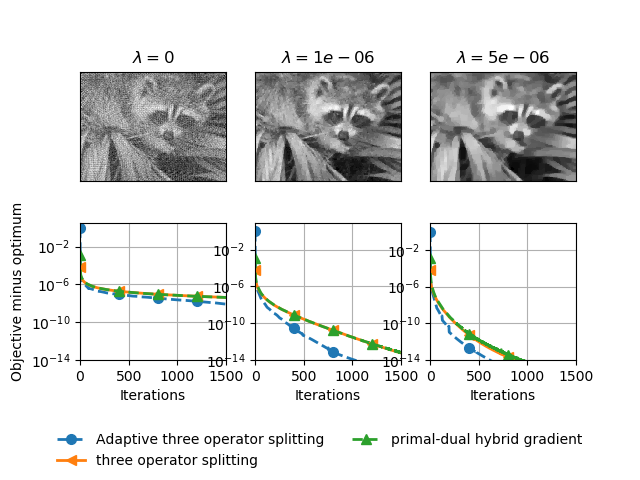 λ = 0
λ = 1e − 06
λ = 5e − 06
Objective minus optimum
10⁻²
10⁻⁶
10⁻¹⁰
10⁻¹⁴
0 500 1000 1500
Iterations
10⁻²
10⁻⁶
10⁻¹⁰
10⁻¹⁴
0 500 1000 1500
Iterations
10⁻²
10⁻⁶
10⁻¹⁰
10⁻¹⁴
0 500 1000 1500
Iterations
Adaptive three operator splitting
three operator splitting
primal-dual hybrid gradient